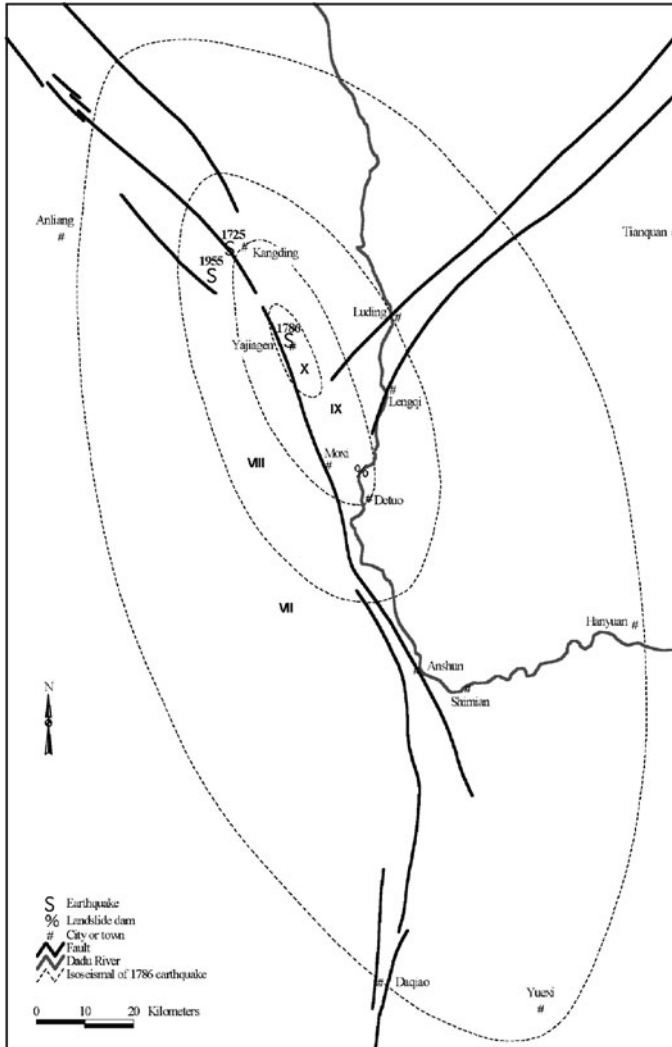 Anliang
Tianquan
1725
Kangding
1955
Luding
1786
Yajiagen
X
Lengqi
IX
Moxi
VIII
Detuo
VII
Hanyuan
Anshun
Shimian
N
S Earthquake
% Landslide dam
# City or town
Fault
Dadu River
Isoseismal of 1786 earthquake
0 10 20 Kilometers
Daqiao
Yuexi